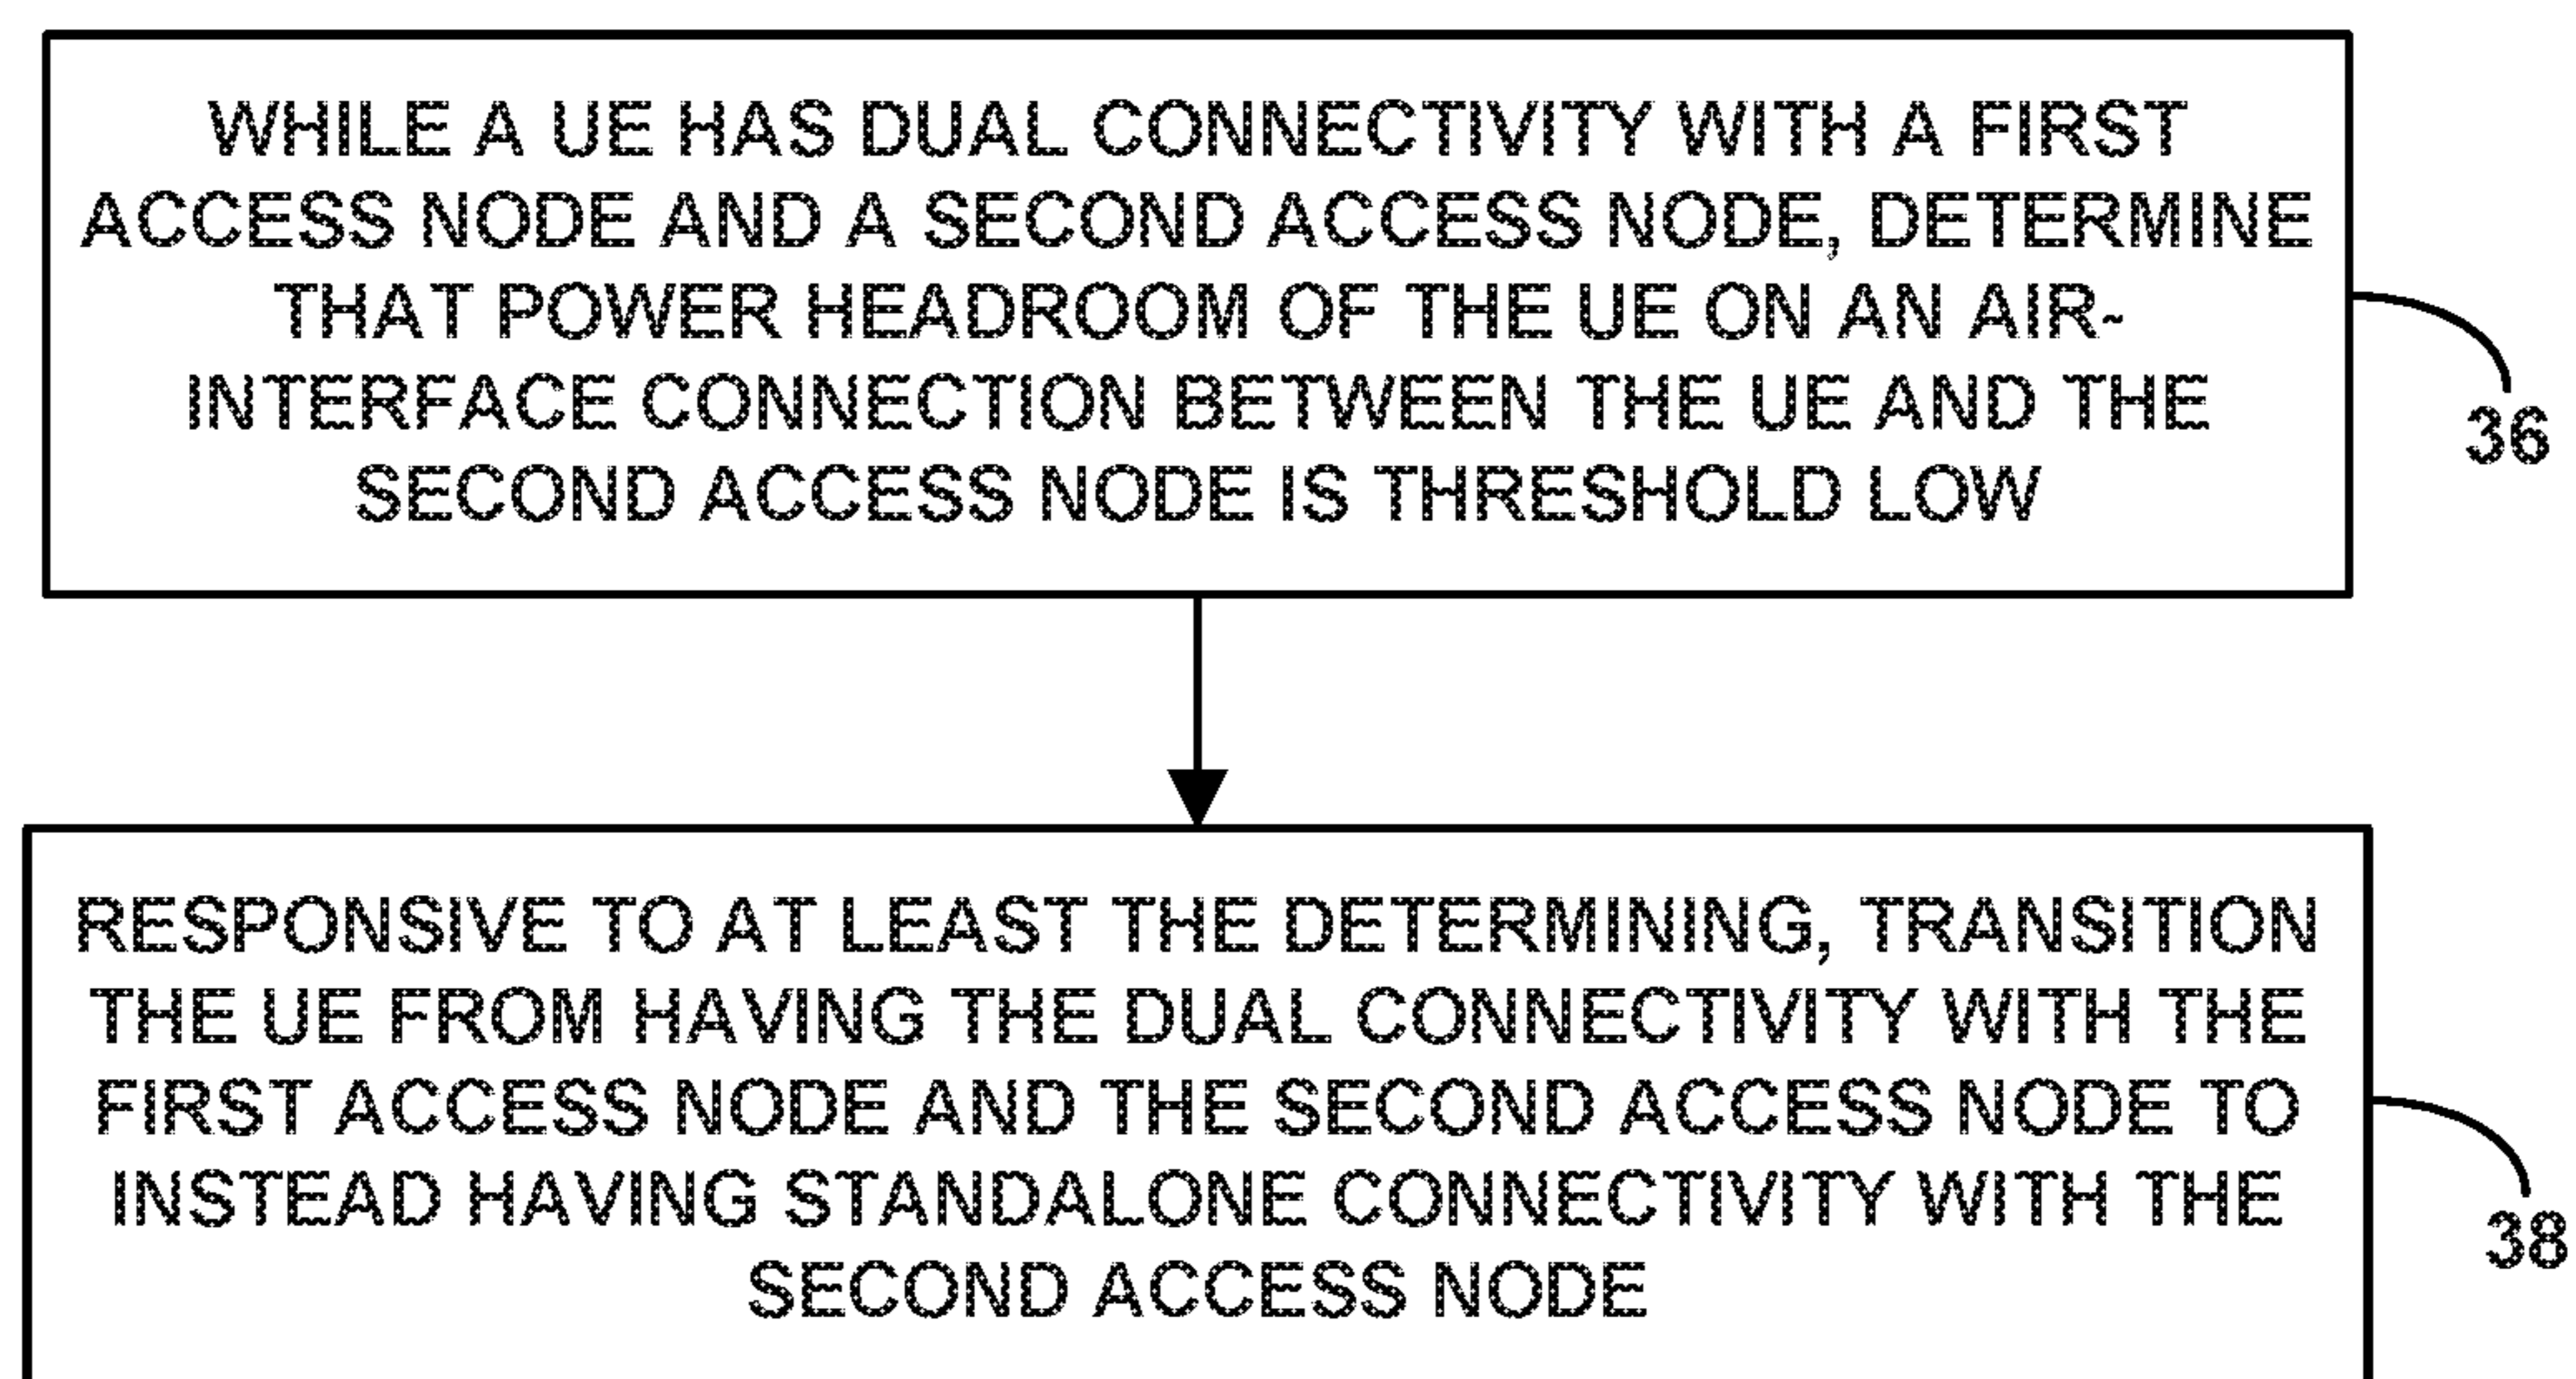 WHILE A UE HAS DUAL CONNECTIVITY WITH A FIRST
ACCESS NODE AND A SECOND ACCESS NODE, DETERMINE
THAT POWER HEADROOM OF THE UE ON AN AIR-
INTERFACE CONNECTION BETWEEN THE UE AND THE
SECOND ACCESS NODE IS THRESHOLD LOW
36
RESPONSIVE TO AT LEAST THE DETERMINING, TRANSITION
THE UE FROM HAVING THE DUAL CONNECTIVITY WITH THE
FIRST ACCESS NODE AND THE SECOND ACCESS NODE TO
INSTEAD HAVING STANDALONE CONNECTIVITY WITH THE
SECOND ACCESS NODE
38